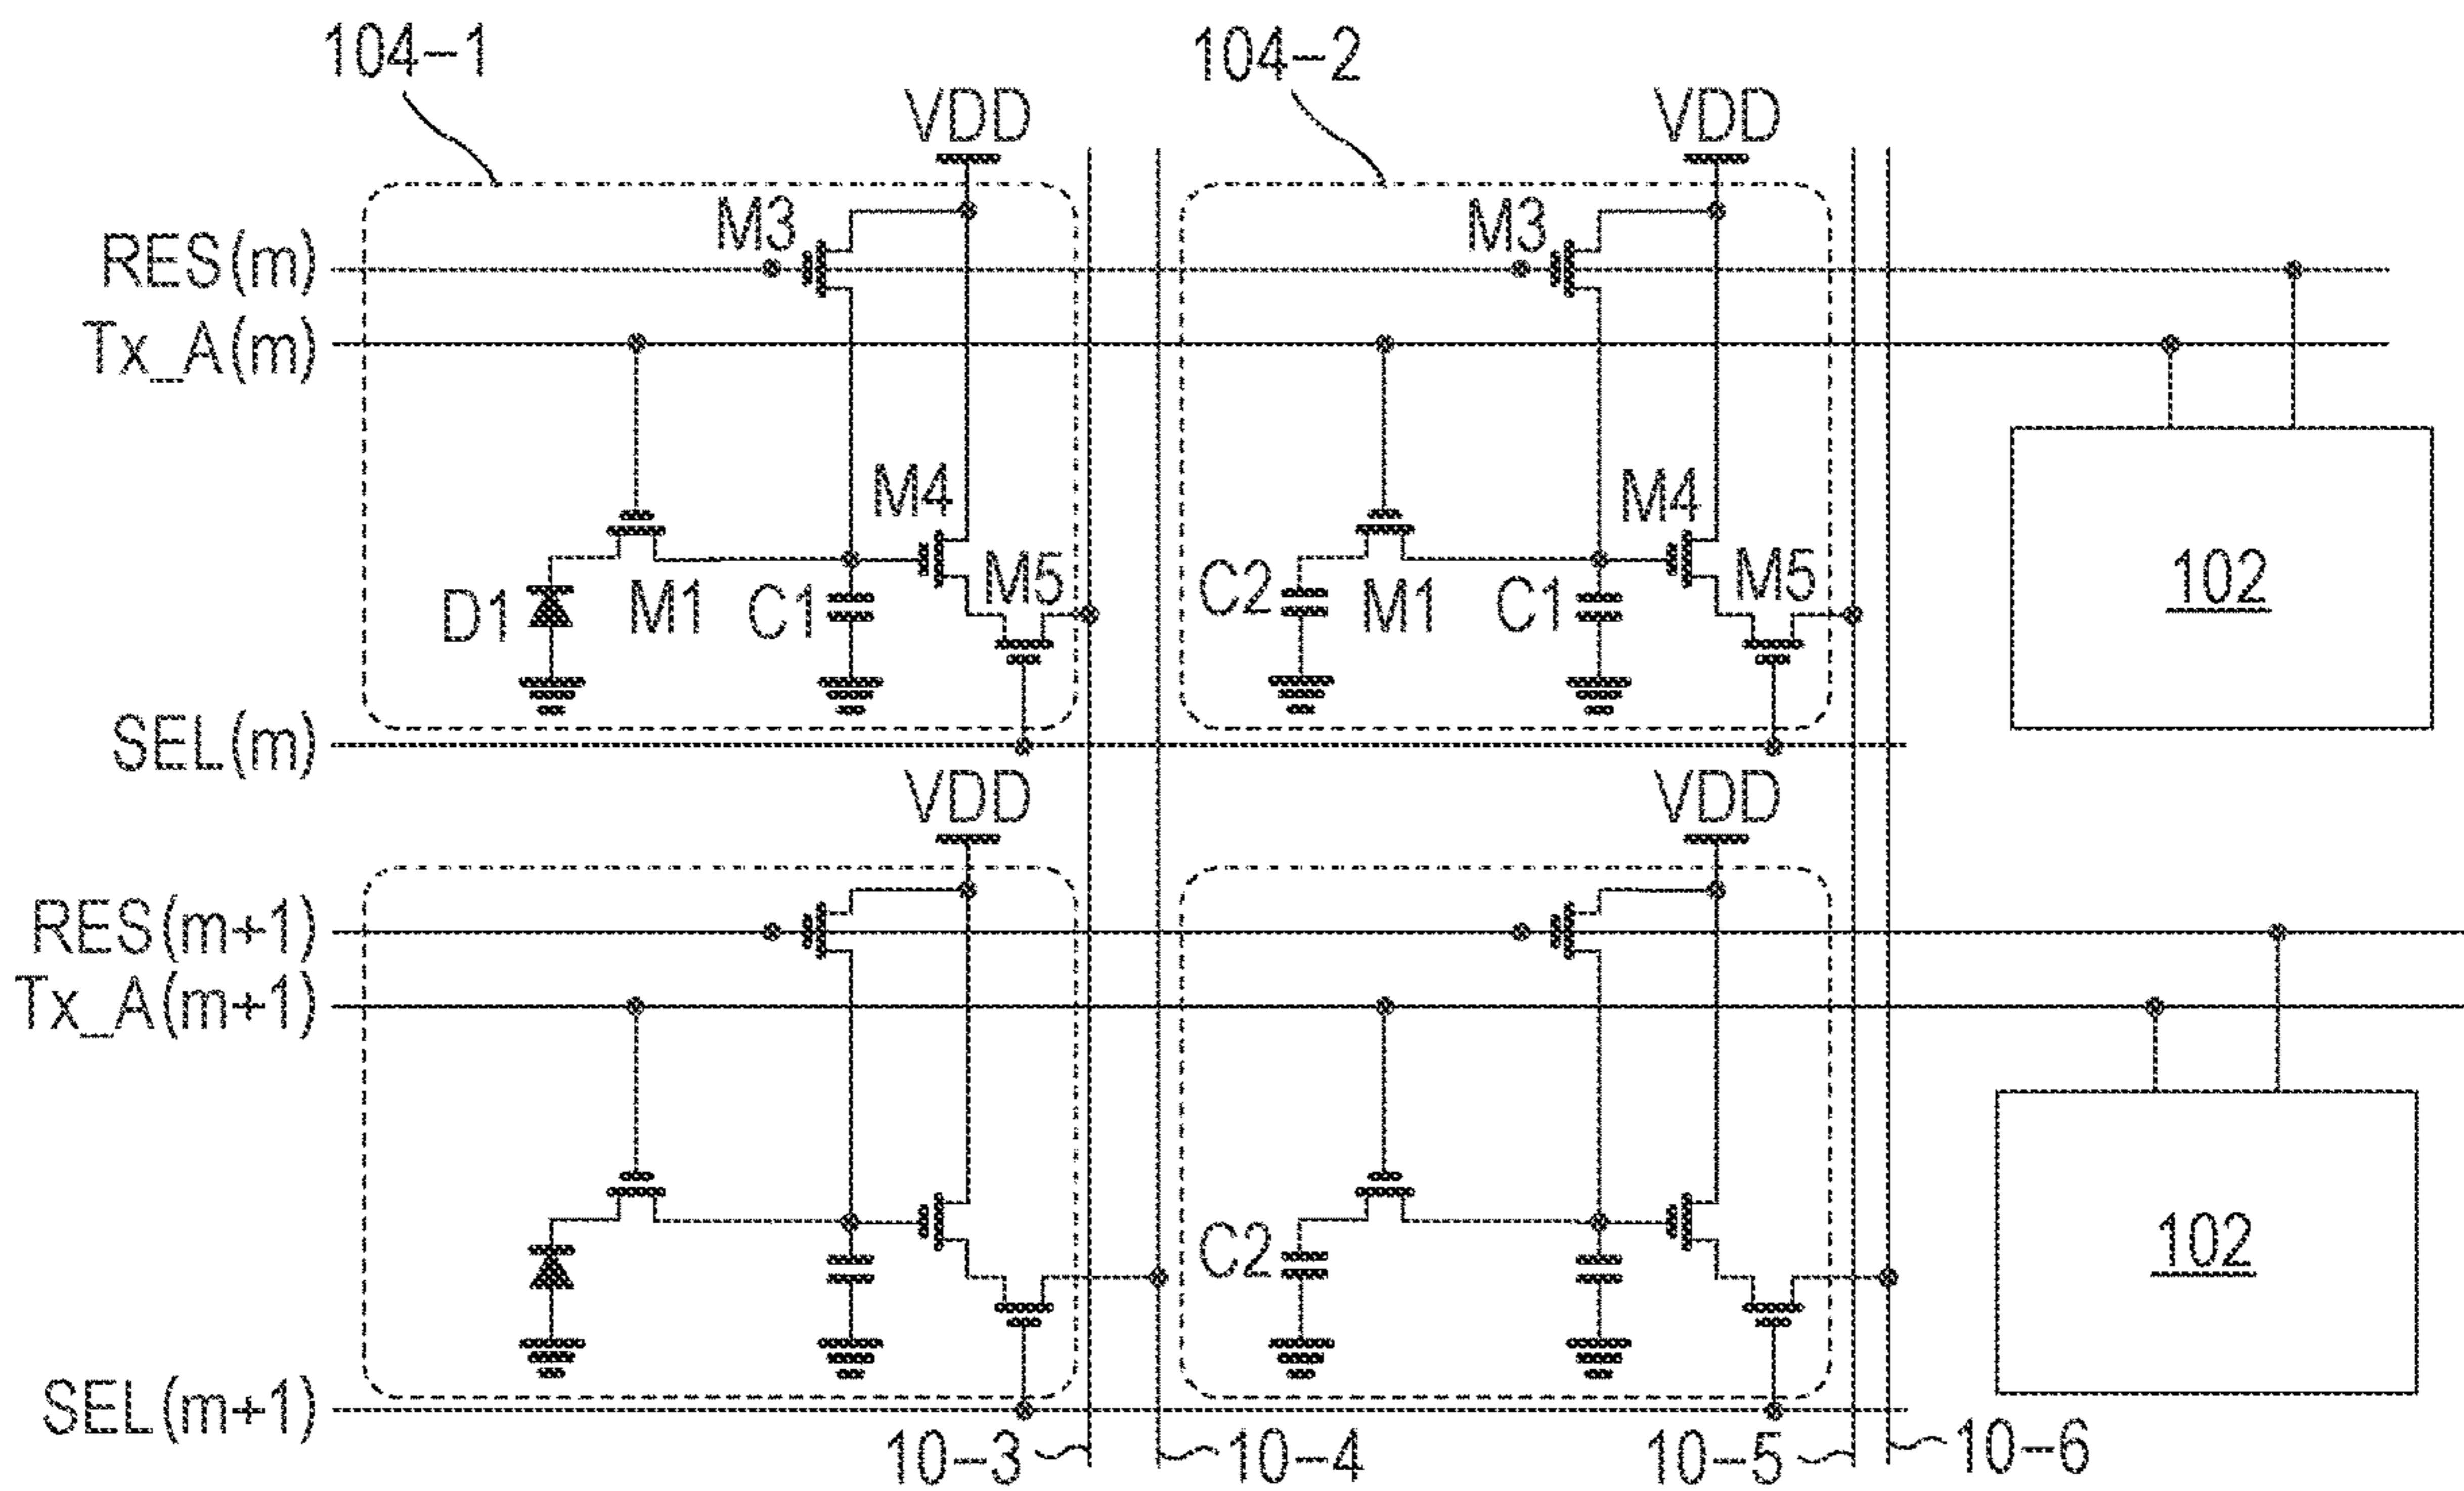 104-1
104-2
VDD
VDD
M3
M3
RES(m)
Tx_A(m)
M4
M4
M5
M5
D1
M1
C1
C2
M1
C1
102
SEL(m)
VDD
VDD
RES(m+1)
Tx_A(m+1)
C2
102
SEL(m+1)
10-3
10-4
10-5
10-6